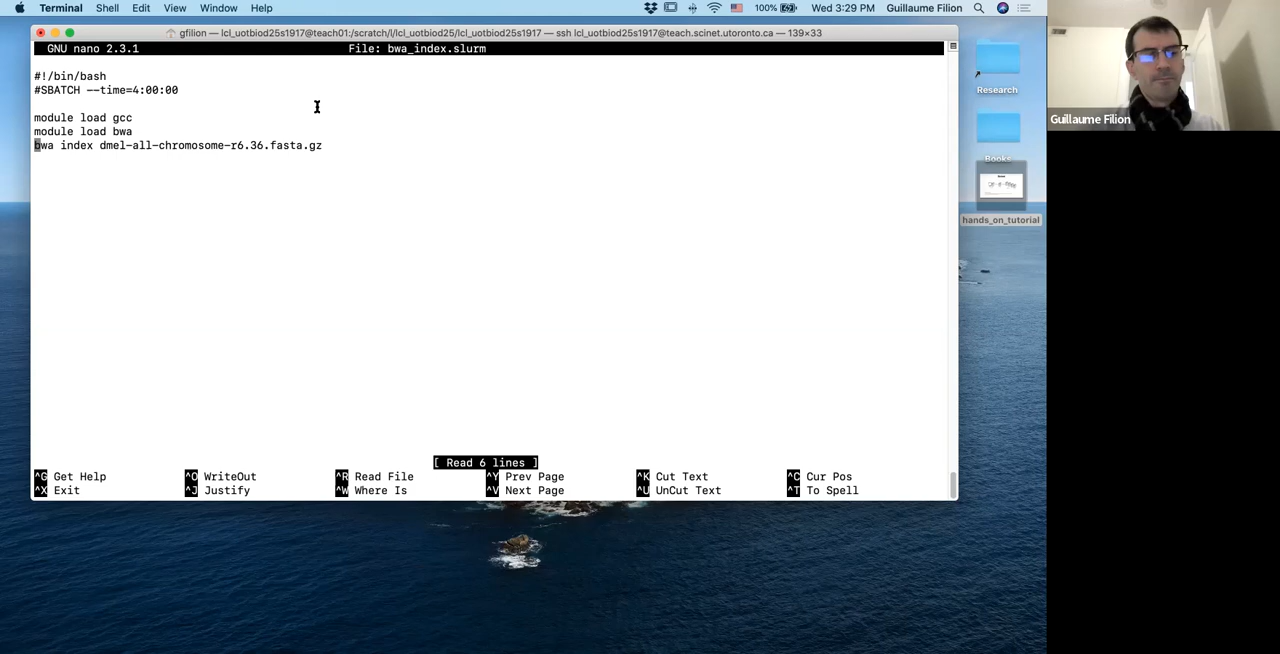 Terminal Shell Edit View Window Help 100% Wed 3:29 PM Guillaume Filion
gfilion — lcl_uotbiod25s1917@teach01:/scratch/l/lcl_uotbiod25/lcl_uotbiod25s1917 — ssh lcl_uotbiod25s1917@teach.scinet.utoronto.ca — 139×33
GNU nano 2.3.1 File: bwa_index.slurm
#!/bin/bash
#SBATCH --time=4:00:00
module load gcc
module load bwa
bwa index dmel-all-chromosome-r6.36.fasta.gz
[ Read 6 lines ]
^G Get Help ^O WriteOut ^R Read File ^Y Prev Page ^K Cut Text ^C Cur Pos
^X Exit ^J Justify ^W Where Is ^V Next Page ^U UnCut Text ^T To Spell
Research
Books
hands_on_tutorial
Guillaume Filion